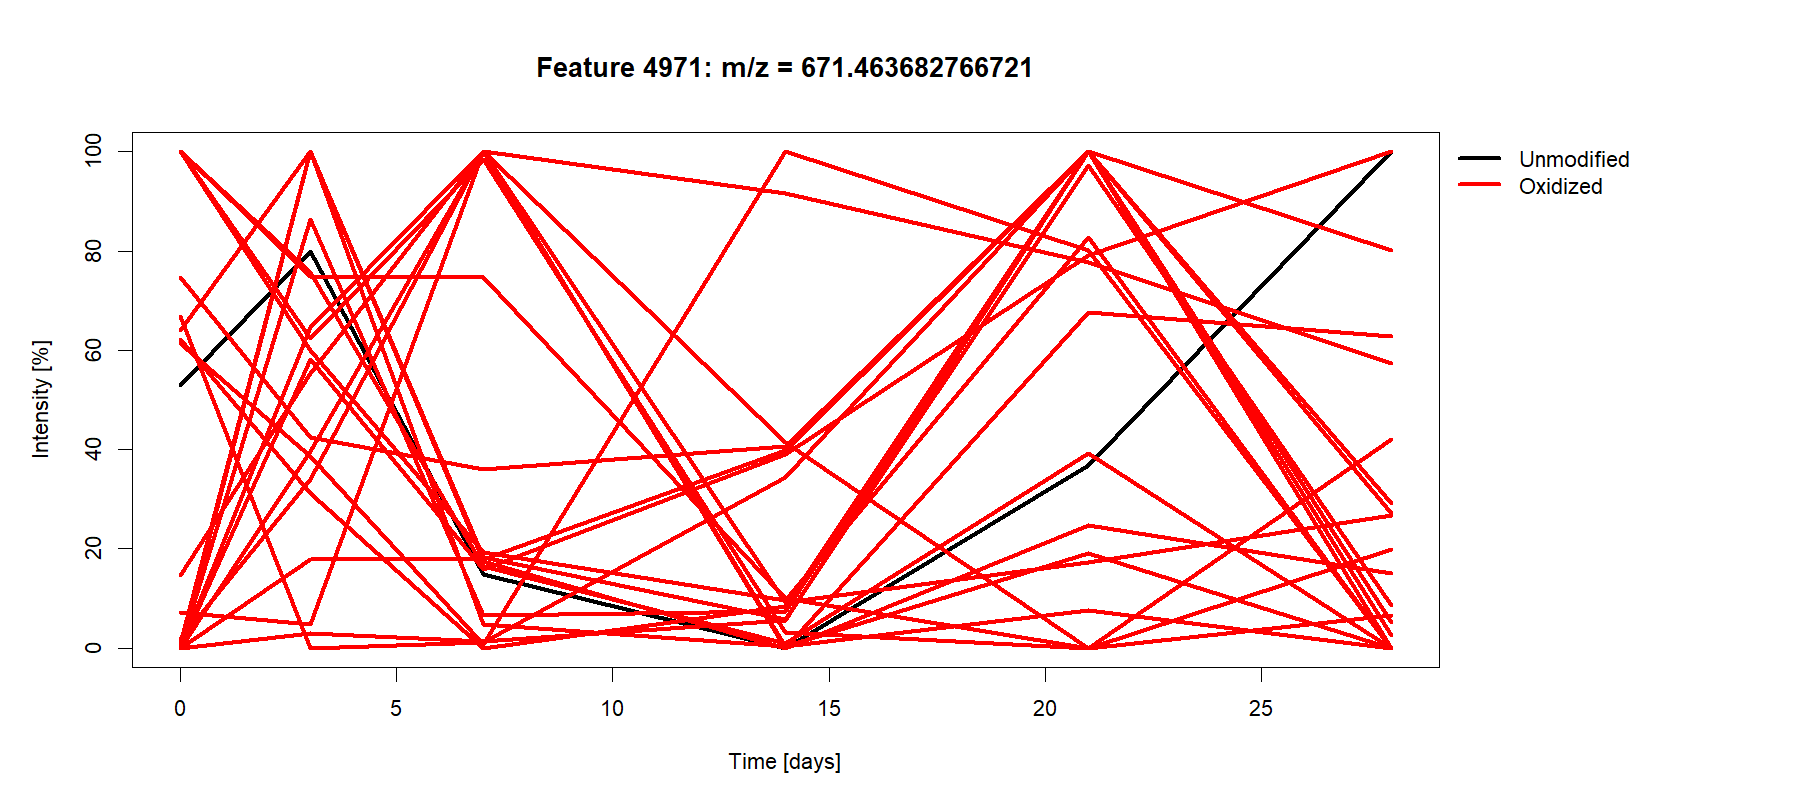 Feature 4971: m/z = 671.463682766721
Unmodified
Oxidized
Intensity [%]
100
80
60
40
20
0
0 5 10 15 20 25
Time [days]